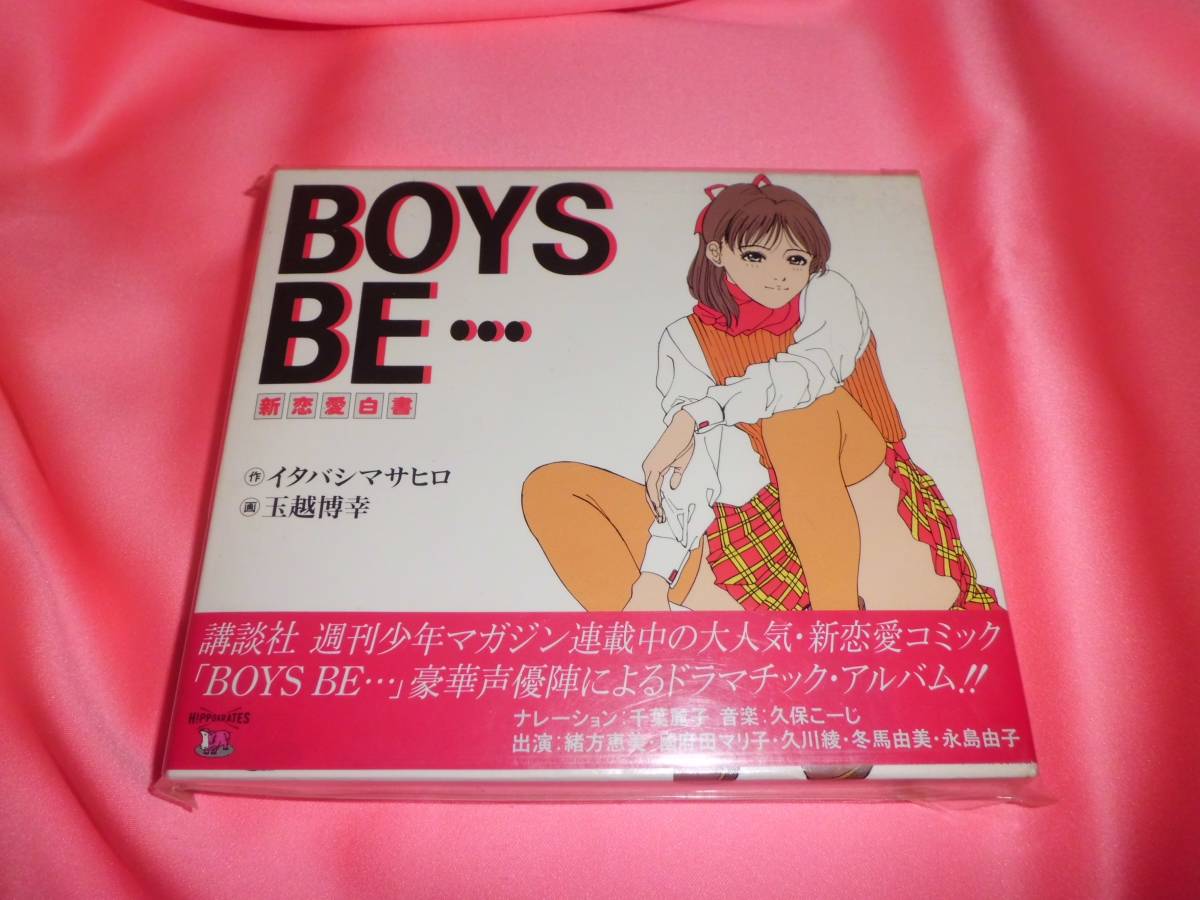 BOYS
BE…
新恋愛白書
作 イタバシマサヒロ
画 玉越博幸
講談社 週刊少年マガジン連載中の大人気・新恋愛コミック
「BOYS BE…」豪華声優陣によるドラマチック・アルバム!!
ナレーション:千葉麗子 音楽:久保こーじ
出演:緒方恵美・國府田マリ子・久川綾・冬馬由美・永島由子
HIPPOKRATES